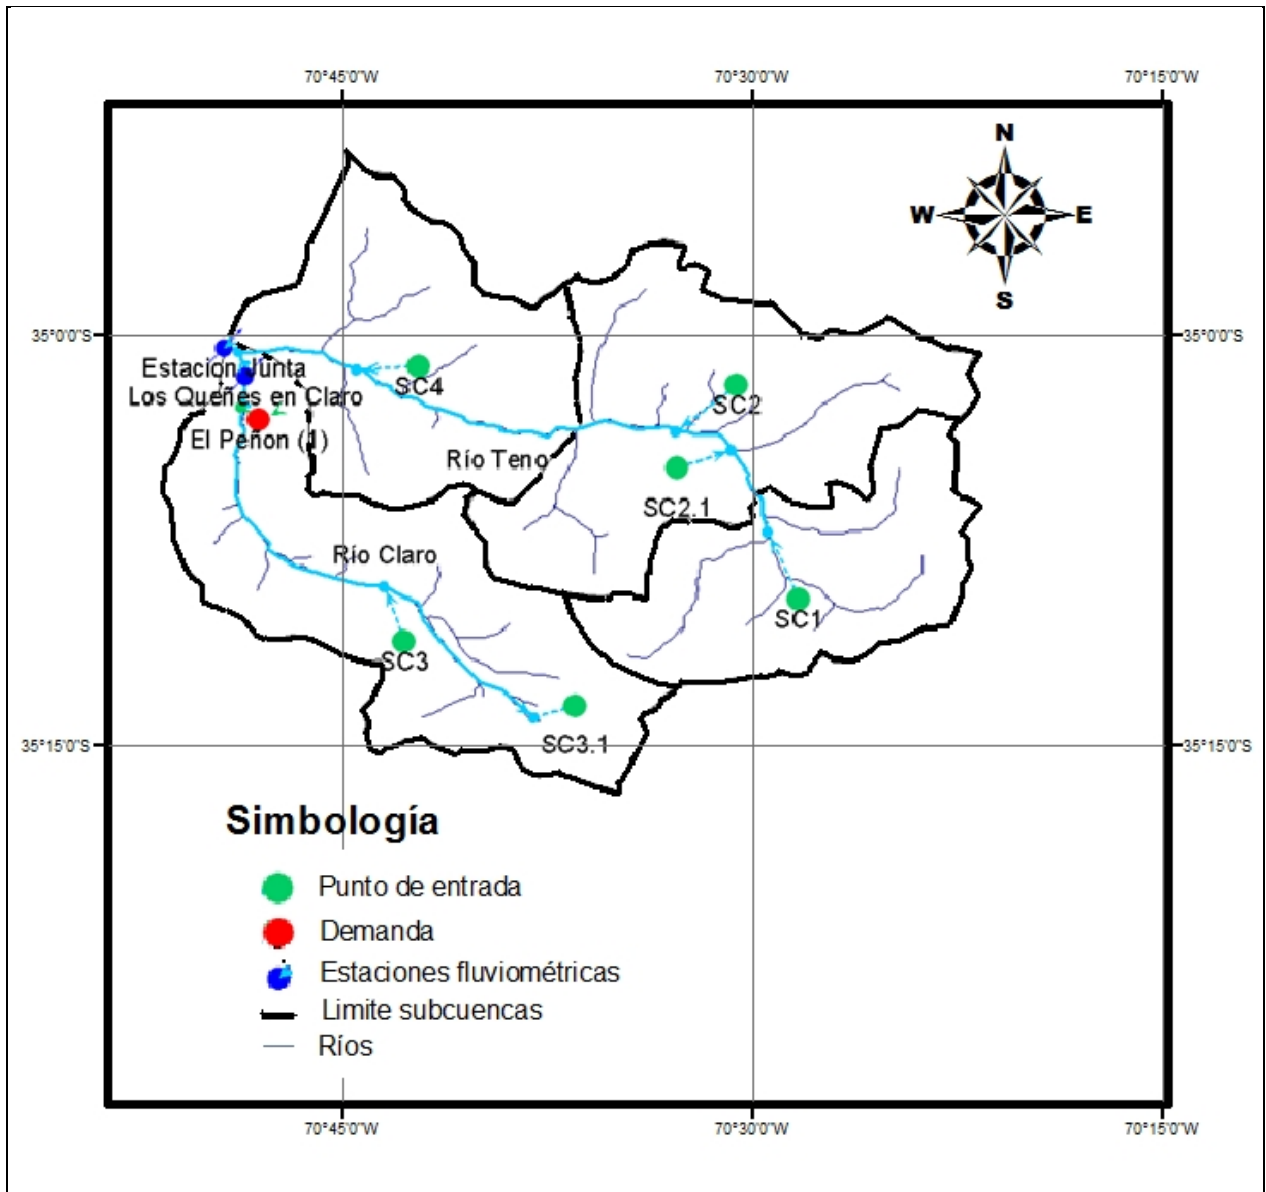 70°45'0"W
70°30'0"W
70°15'0"W
N
W
E
S
35°0'0"S
35°0'0"S
Estacion Junta
Los Queñes en Claro
El Peñon (1)
SC4
SC2
Río Teno
SC2.1
Río Claro
SC1
SC3
SC3.1
35°15'0"S
35°15'0"S
Simbología
Punto de entrada
Demanda
Estaciones fluviométricas
Limite subcuencas
Ríos
70°45'0"W
70°30'0"W
70°15'0"W